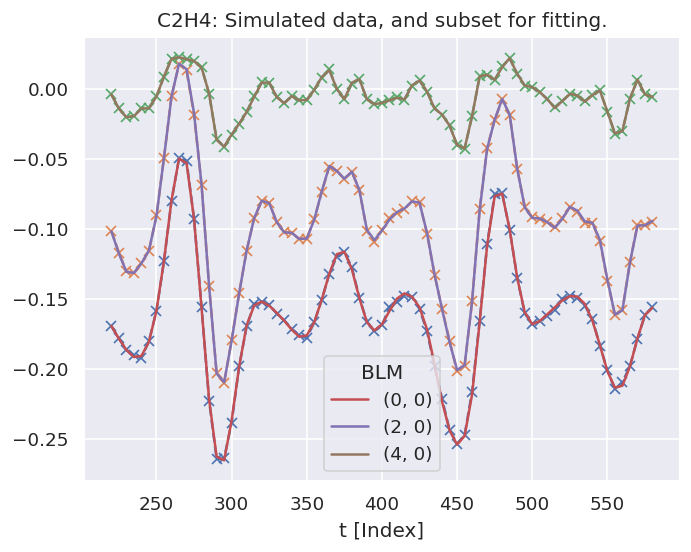 C2H4: Simulated data, and subset for fitting.
0.00
−0.05
−0.10
−0.15
−0.20
−0.25
BLM
(0, 0)
(2, 0)
(4, 0)
250 300 350 400 450 500 550
t [Index]